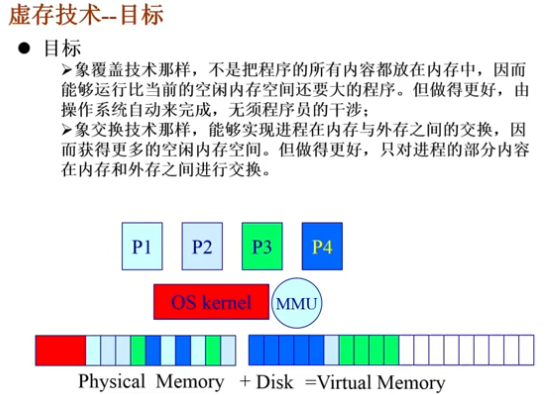 虚存技术--目标
● 目标
➢象覆盖技术那样，不是把程序的所有内容都放在内存中，因而
能够运行比当前的空闲内存空间还要大的程序。但做得更好，由
操作系统自动来完成，无须程序员的干涉；
➢象交换技术那样，能够实现进程在内存与外存之间的交换，因
而获得更多的空闲内存空间。但做得更好，只对进程的部分内容
在内存和外存之间进行交换。
P1 P2 P3 P4
OS kernel MMU
Physical Memory + Disk =Virtual Memory